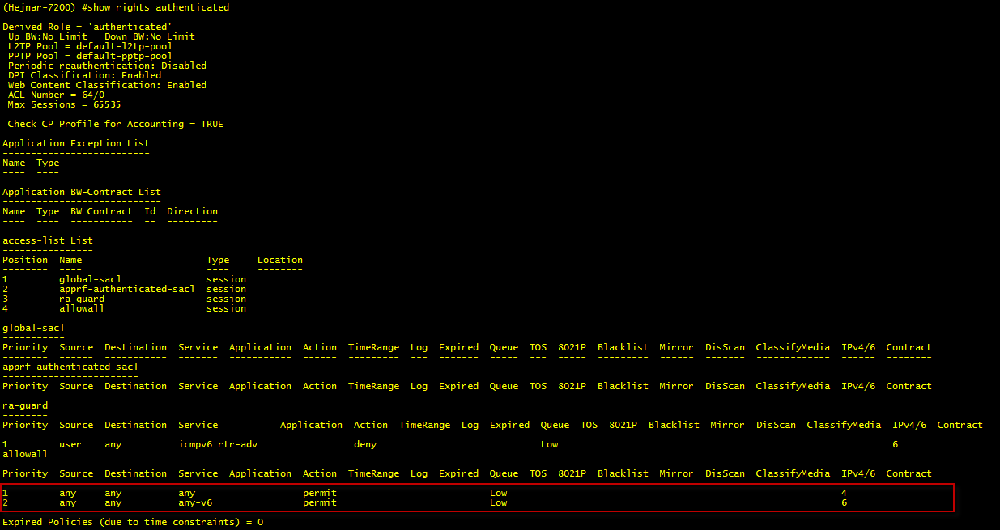 (Hejnar-7200) #show rights authenticated
Derived Role = 'authenticated'
 Up BW:No Limit   Down BW:No Limit
 L2TP Pool = default-l2tp-pool
 PPTP Pool = default-pptp-pool
 Periodic reauthentication: Disabled
 DPI Classification: Enabled
 Web Content Classification: Enabled
 ACL Number = 64/0
 Max Sessions = 65535
 Check CP Profile for Accounting = TRUE
Application Exception List
--------------------------
Name  Type
----  ----
Application BW-Contract List
----------------------------
Name  Type  BW Contract  Id  Direction
----  ----  -----------  --  ---------
access-list List
----------------
Position  Name                      Type     Location
--------  ----                      ----     --------
1         global-sacl               session
2         apprf-authenticated-sacl  session
3         ra-guard                  session
4         allowall                  session
global-sacl
-----------
Priority  Source  Destination  Service  Application  Action  TimeRange  Log  Expired  Queue  TOS  8021P  Blacklist  Mirror  DisScan  ClassifyMedia  IPv4/6  Contract
--------  ------  -----------  -------  -----------  ------  ---------  ---  -------  -----  ---  -----  ---------  ------  -------  -------------  ------  --------
apprf-authenticated-sacl
------------------------
Priority  Source  Destination  Service  Application  Action  TimeRange  Log  Expired  Queue  TOS  8021P  Blacklist  Mirror  DisScan  ClassifyMedia  IPv4/6  Contract
--------  ------  -----------  -------  -----------  ------  ---------  ---  -------  -----  ---  -----  ---------  ------  -------  -------------  ------  --------
ra-guard
--------
Priority  Source  Destination  Service           Application  Action  TimeRange  Log  Expired  Queue  TOS  8021P  Blacklist  Mirror  DisScan  ClassifyMedia  IPv4/6  Contract
--------  ------  -----------  -------           -----------  ------  ---------  ---  -------  -----  ---  -----  ---------  ------  -------  -------------  ------  --------
1         user    any          icmpv6 rtr-adv                 deny                             Low                                                           6
allowall
--------
Priority  Source  Destination  Service  Application  Action  TimeRange  Log  Expired  Queue  TOS  8021P  Blacklist  Mirror  DisScan  ClassifyMedia  IPv4/6  Contract
1         any     any          any                   permit                           Low                                                           4
2         any     any          any-v6                permit                           Low                                                           6
Expired Policies (due to time constraints) = 0